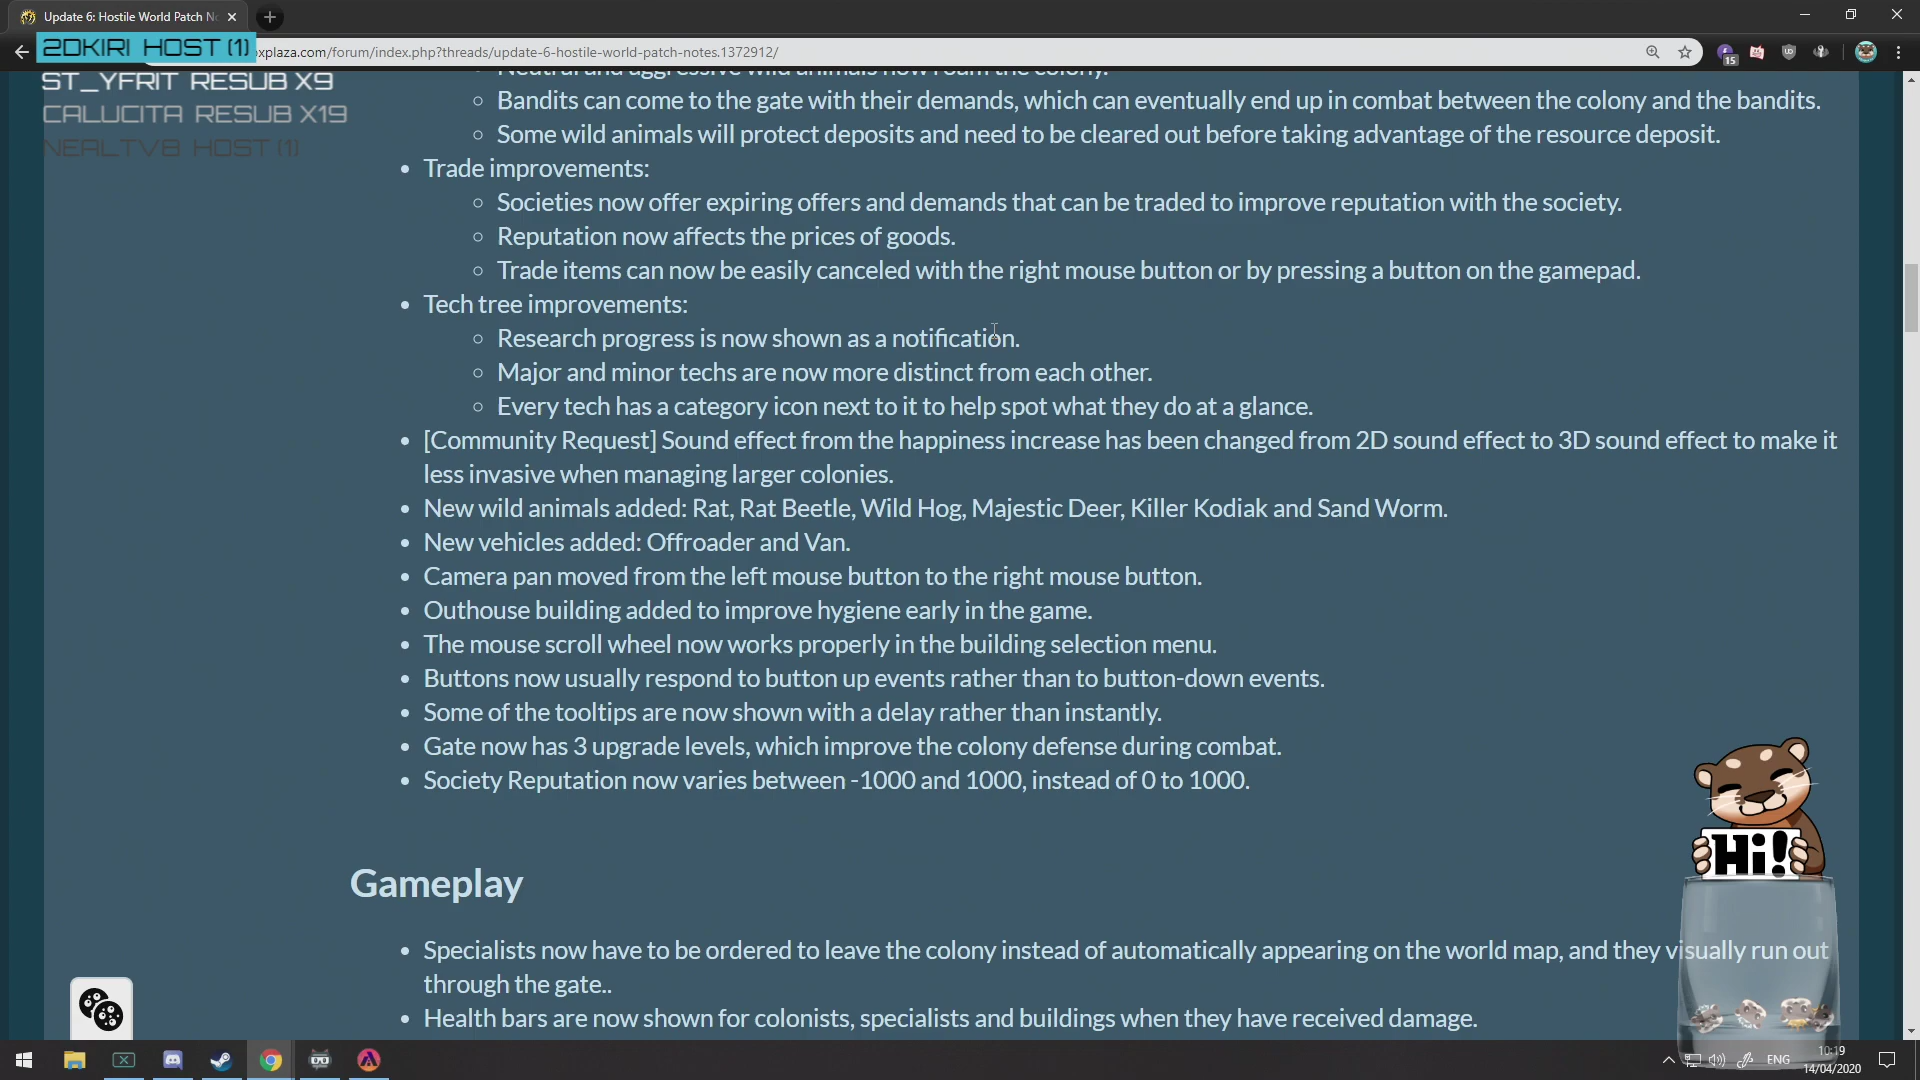 Update 6: Hostile World Patch No
2DKIRI HOST (1)
oxplaza.com/forum/index.php?threads/update-6-hostile-world-patch-notes.1372912/
15
ST_YFRIT RESUB X9
CALUCITA RESUB X19
NEALTV8 HOST (1)
Neutral and aggressive wild animals now roam the colony.
Bandits can come to the gate with their demands, which can eventually end up in combat between the colony and the bandits.
Some wild animals will protect deposits and need to be cleared out before taking advantage of the resource deposit.
Trade improvements:
Societies now offer expiring offers and demands that can be traded to improve reputation with the society.
Reputation now affects the prices of goods.
Trade items can now be easily canceled with the right mouse button or by pressing a button on the gamepad.
Tech tree improvements:
Research progress is now shown as a notification.
Major and minor techs are now more distinct from each other.
Every tech has a category icon next to it to help spot what they do at a glance.
[Community Request] Sound effect from the happiness increase has been changed from 2D sound effect to 3D sound effect to make it
less invasive when managing larger colonies.
New wild animals added: Rat, Rat Beetle, Wild Hog, Majestic Deer, Killer Kodiak and Sand Worm.
New vehicles added: Offroader and Van.
Camera pan moved from the left mouse button to the right mouse button.
Outhouse building added to improve hygiene early in the game.
The mouse scroll wheel now works properly in the building selection menu.
Buttons now usually respond to button up events rather than to button-down events.
Some of the tooltips are now shown with a delay rather than instantly.
Gate now has 3 upgrade levels, which improve the colony defense during combat.
Society Reputation now varies between -1000 and 1000, instead of 0 to 1000.
Hi!
Gameplay
Specialists now have to be ordered to leave the colony instead of automatically appearing on the world map, and they visually run out
through the gate..
Health bars are now shown for colonists, specialists and buildings when they have received damage.
ENG
10:19
14/04/2020